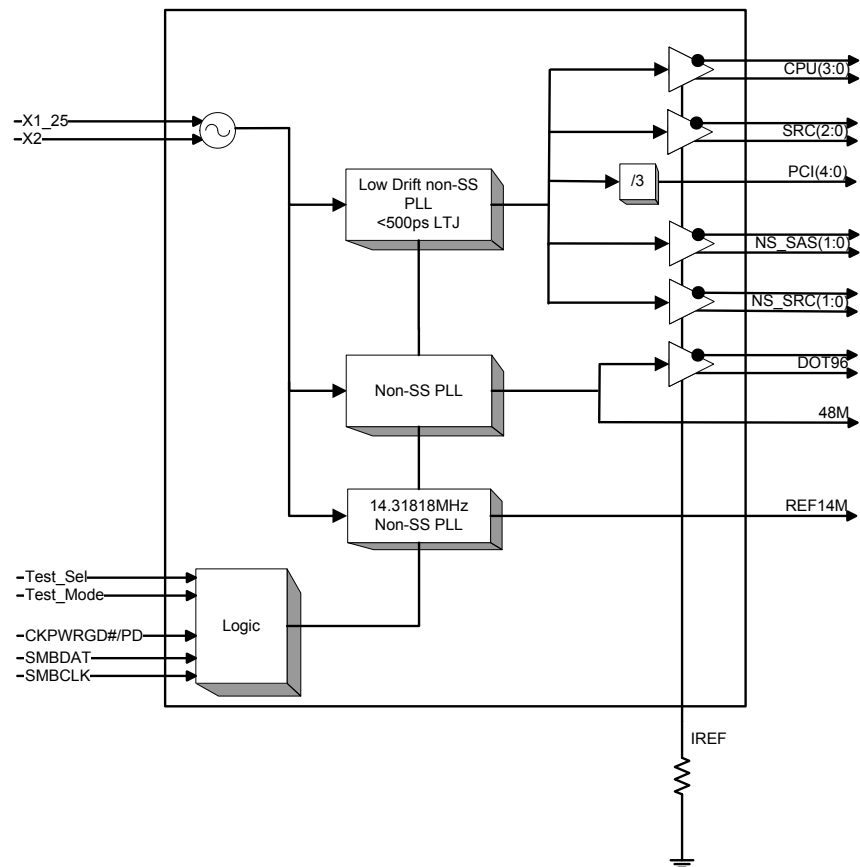 CPU(3:0)
X1_25
X2
SRC(2:0)
PCI(4:0)
/3
Low Drift non-SS
PLL
<500ps LTJ
NS_SAS(1:0)
NS_SRC(1:0)
DOT96
Non-SS PLL
48M
14.31818MHz
Non-SS PLL
REF14M
Test_Sel
Test_Mode
Logic
CKPWRGD#/PD
SMBDAT
SMBCLK
IREF